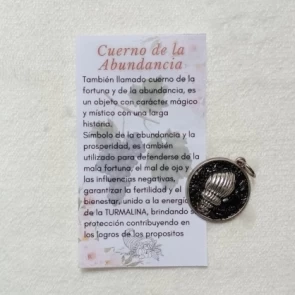 Cuerno de la
Abundancia
También llamado cuerno de la
fortuna y de la abundancia, es
un objeto con carácter mágico
y místico con una larga
historia.
Símbolo de la abundancia y la
prosperidad, es también
utilizado para defenderse de la
mala fortuna, el mal de ojo y
las influencias negativas,
garantizar la fertilidad y el
bienestar, unido a la energía
de la TURMALINA, brindando su
protección contribuyendo en
los logros de los propositos